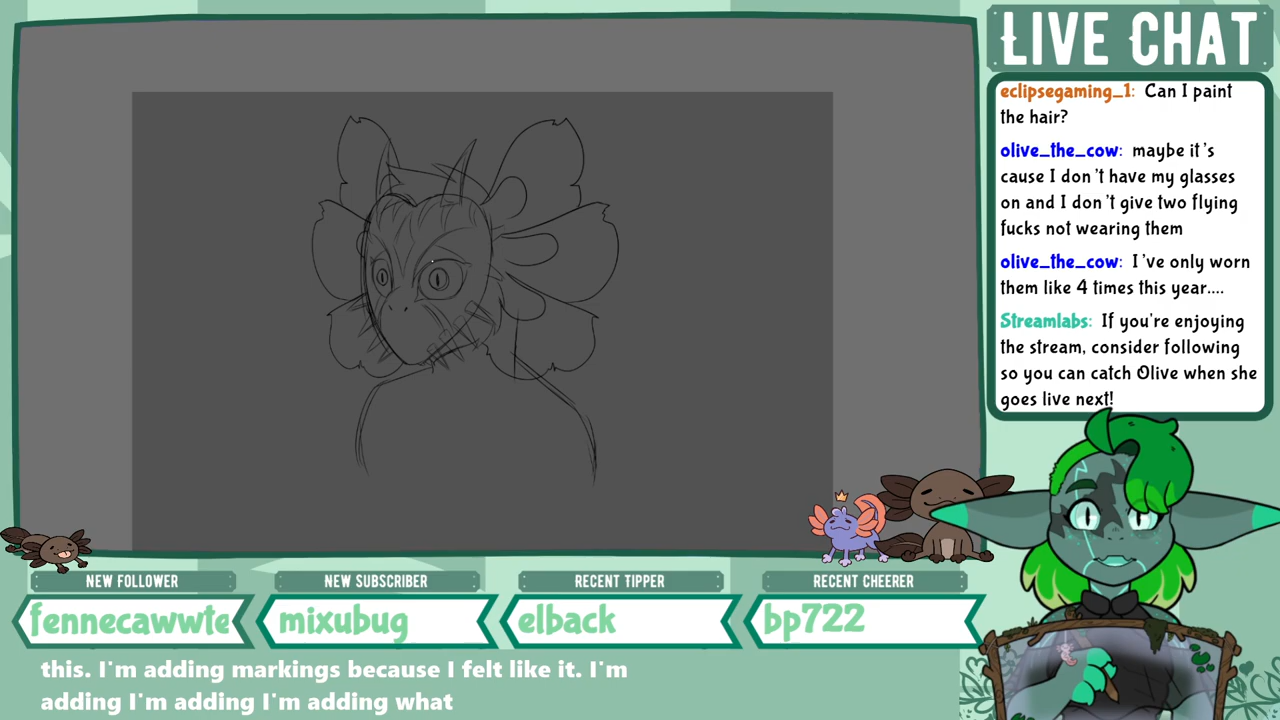 LIVE CHAT
eclipsegaming_1: Can I paint
the hair?
olive_the_cow: maybe it's
cause I don't have my glasses
on and I don't give two flying
fucks not wearing them
olive_the_cow: I've only worn
them like 4 times this year....
Streamlabs: If you're enjoying
the stream, consider following
so you can catch Olive when she
goes live next!
NEW FOLLOWER
fennecawwte
NEW SUBSCRIBER
mixubug
RECENT TIPPER
elback
RECENT CHEERER
bp722
this. I'm adding markings because I felt like it. I'm
adding I'm adding I'm adding what